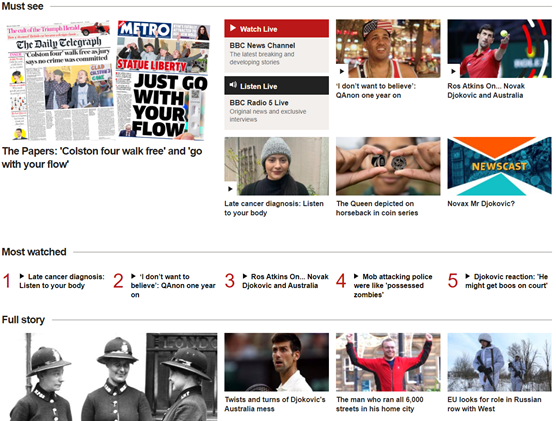 Must see
The cult of the Triumph Herald
The Daily Telegraph
'Colston four walk free' as jury
says no crime was committed
METRO
STATUE LIBERTY
JUST GO
WITH
YOUR
FLOW
The Papers: 'Colston four walk free' and 'go
with your flow'
Watch Live
BBC News Channel
The latest breaking and
developing stories
Listen Live
BBC Radio 5 Live
Original news and exclusive
interviews
'I don't want to believe':
QAnon one year on
Ros Atkins On... Novak
Djokovic and Australia
Late cancer diagnosis: Listen
to your body
The Queen depicted on
horseback in coin series
NEWSCAST
Novax Mr Djokovic?
Most watched
1 Late cancer diagnosis:
Listen to your body
2 'I don't want to
believe': QAnon one year
on
3 Ros Atkins On... Novak
Djokovic and Australia
4 Mob attacking police
were like 'possessed
zombies'
5 Djokovic reaction: 'He
might get boos on court'
Full story
Twists and turns of Djokovic's
Australia mess
The man who ran all 6,000
streets in his home city
EU looks for role in Russian
row with West